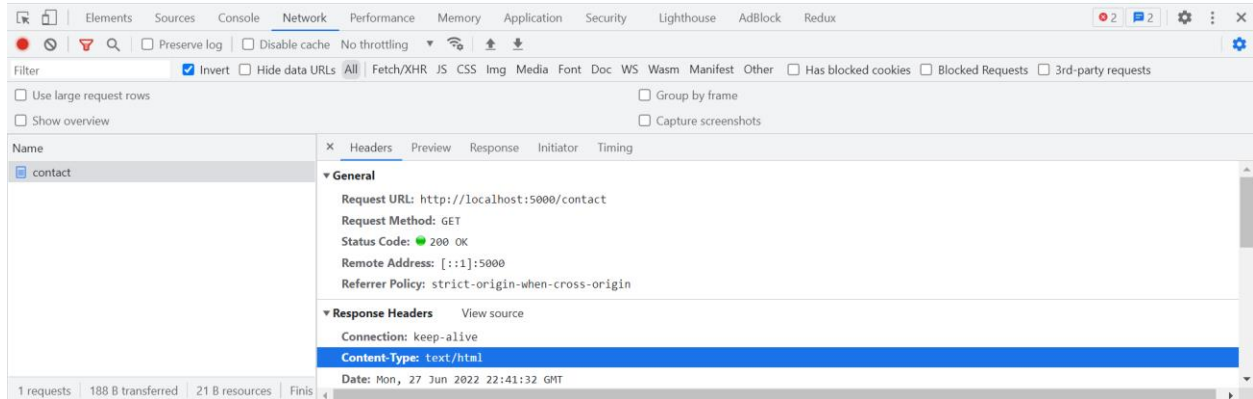 Elements Sources Console Network Performance Memory Application Security Lighthouse AdBlock Redux 2 2
Preserve log Disable cache No throttling
Filter Invert Hide data URLs All Fetch/XHR JS CSS Img Media Font Doc WS Wasm Manifest Other Has blocked cookies Blocked Requests 3rd-party requests
Use large request rows Group by frame
Show overview Capture screenshots
Name Headers Preview Response Initiator Timing
contact
General
Request URL: http://localhost:5000/contact
Request Method: GET
Status Code: 200 OK
Remote Address: [::1]:5000
Referrer Policy: strict-origin-when-cross-origin
Response Headers View source
Connection: keep-alive
Content-Type: text/html
Date: Mon, 27 Jun 2022 22:41:32 GMT
1 requests 188 B transferred 21 B resources Finis